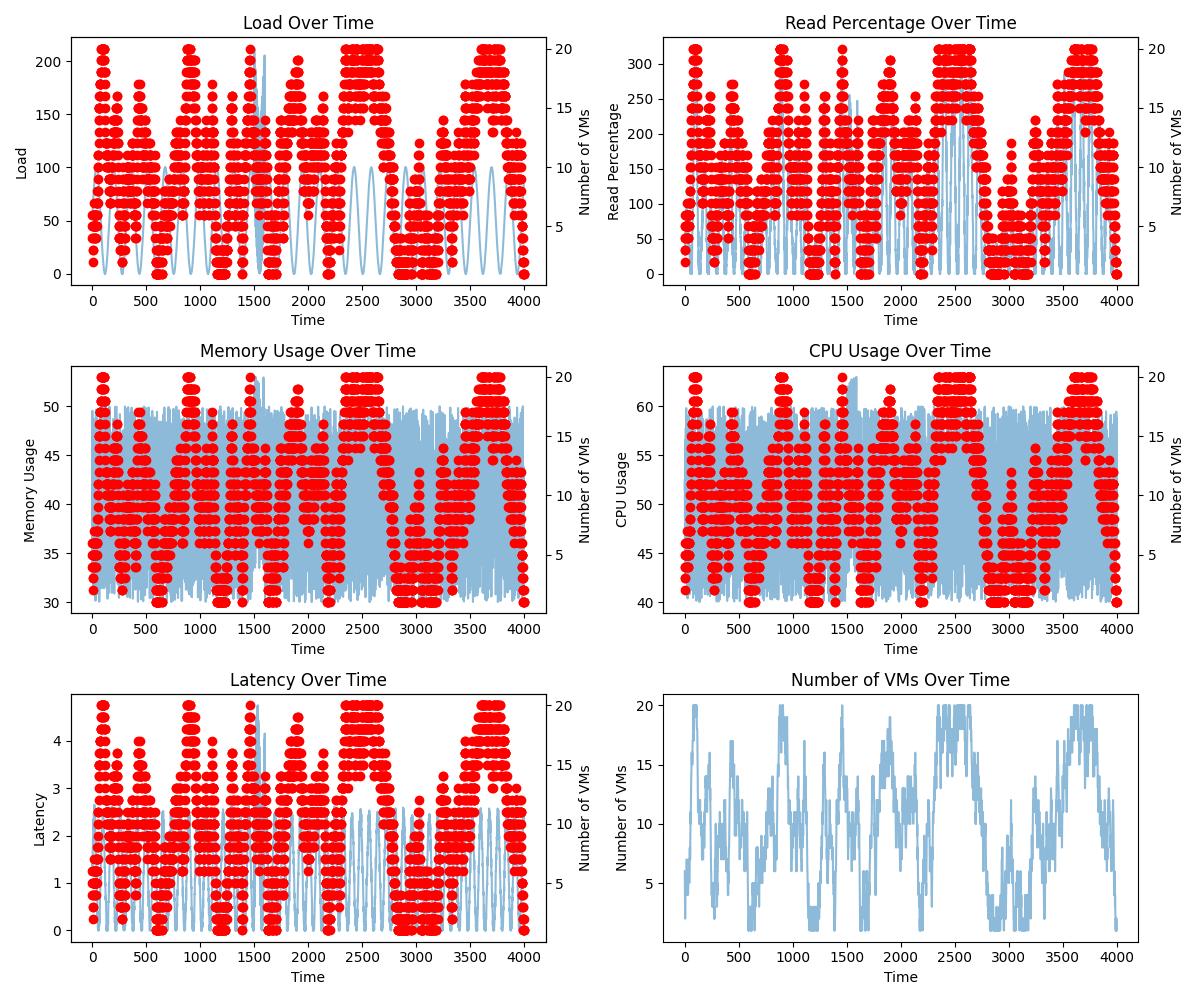 Load Over Time
Load
200
150
100
50
0
20
15
10
5
Number of VMs
0 500 1000 1500 2000 2500 3000 3500 4000
Time
Read Percentage Over Time
Read Percentage
300
250
200
150
100
50
0
20
15
10
5
Number of VMs
0 500 1000 1500 2000 2500 3000 3500 4000
Time
Memory Usage Over Time
Memory Usage
50
45
40
35
30
20
15
10
5
Number of VMs
0 500 1000 1500 2000 2500 3000 3500 4000
Time
CPU Usage Over Time
CPU Usage
60
55
50
45
40
20
15
10
5
Number of VMs
0 500 1000 1500 2000 2500 3000 3500 4000
Time
Latency Over Time
Latency
4
3
2
1
0
20
15
10
5
Number of VMs
0 500 1000 1500 2000 2500 3000 3500 4000
Time
Number of VMs Over Time
Number of VMs
20
15
10
5
0 500 1000 1500 2000 2500 3000 3500 4000
Time